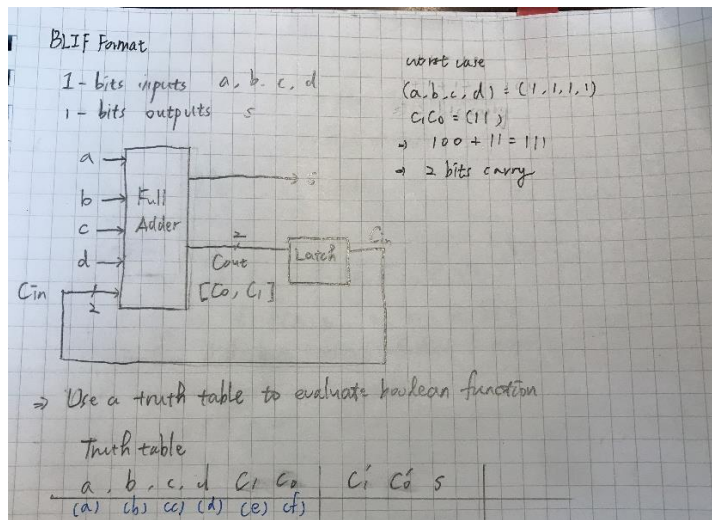 BLIF Format
1-bits inputs a, b, c, d
1-bits outputs s
worst case
(a,b,c,d) = (1,1,1,1)
C₁C₀ = (11)
→ 100 + 11 = 111
→ 2 bits carry
a
b
c
d
Cin
2
Full
Adder
s
2
Cout
[C₀, C₁]
Latch
⇒ Use a truth table to evaluate boolean function
Truth table
a, b, c, d C₁ C₀ C₁' C₀' s
(a) (b) (c) (d) (e) (f)